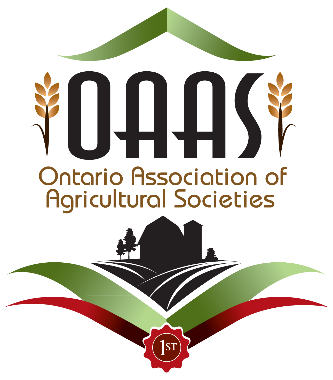 OAAS
Ontario Association of
Agricultural Societies
1ST